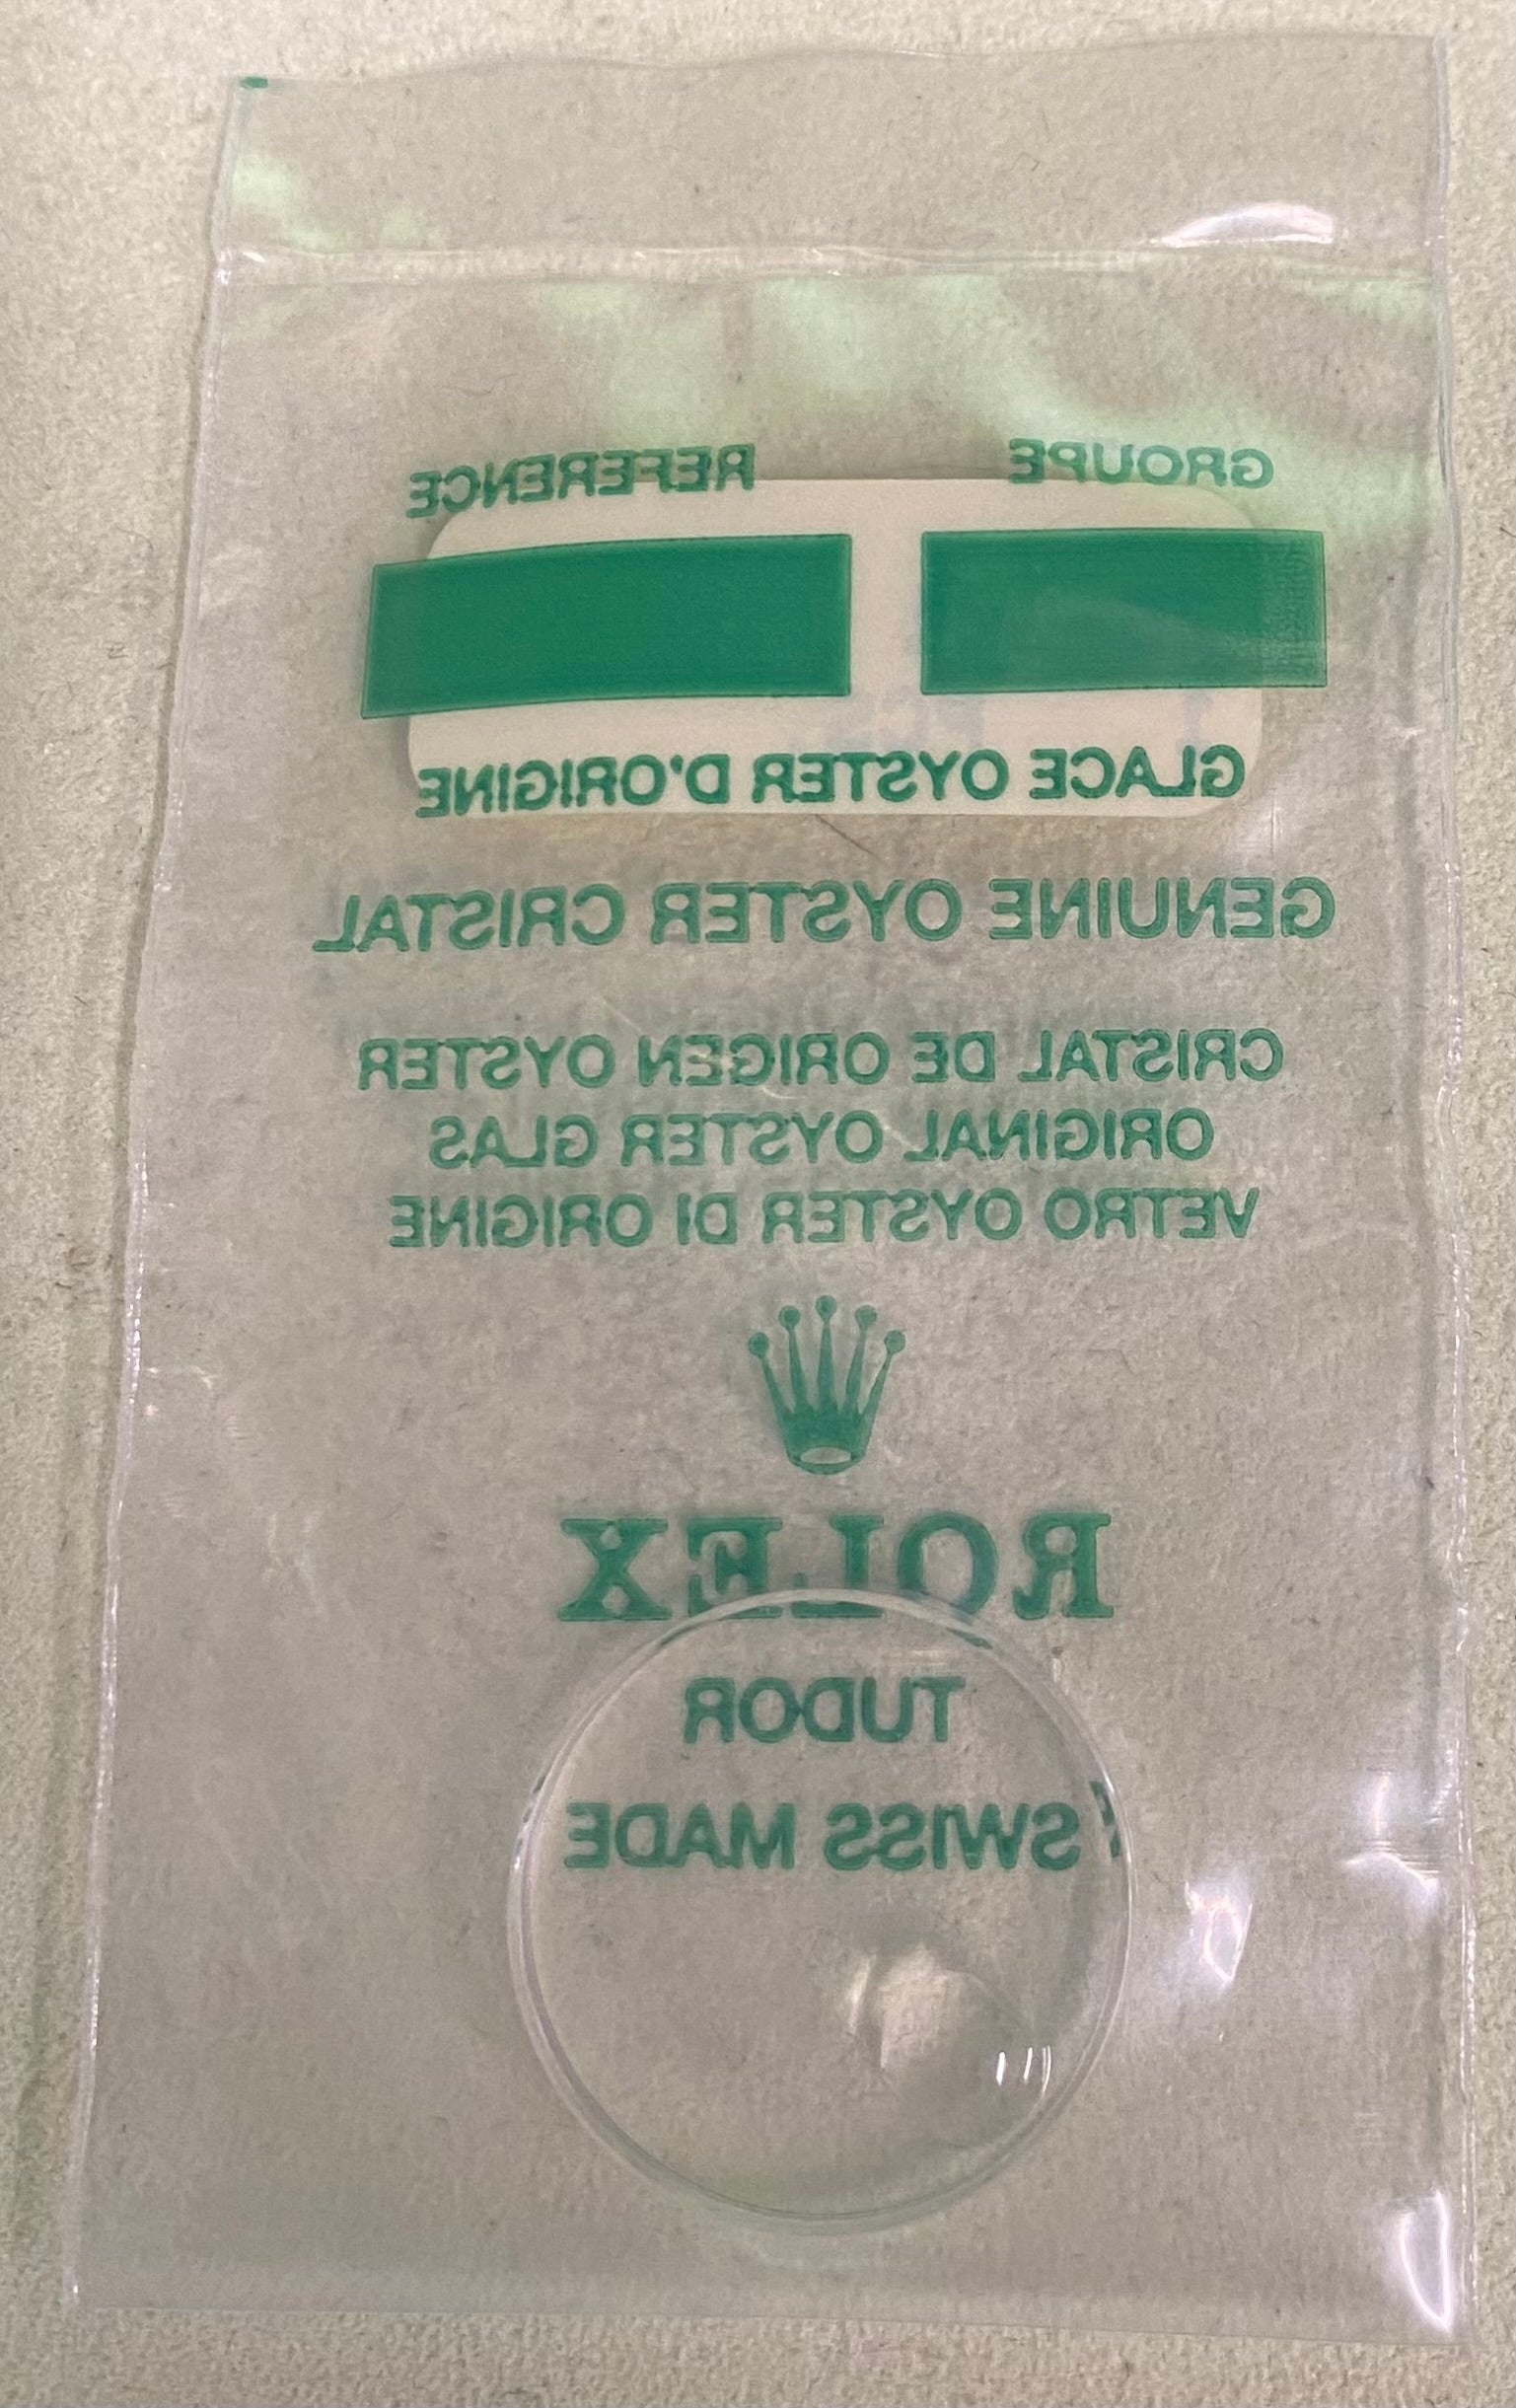 GROUPE REFERENCE
GLACE OYSTER D'ORIGINE
GENUINE OYSTER CRISTAL
CRISTAL DE ORIGEN OYSTER
ORIGINAL OYSTER GLAS
VETRO OYSTER DI ORIGINE
ROLEX
TUDOR
SWISS MADE